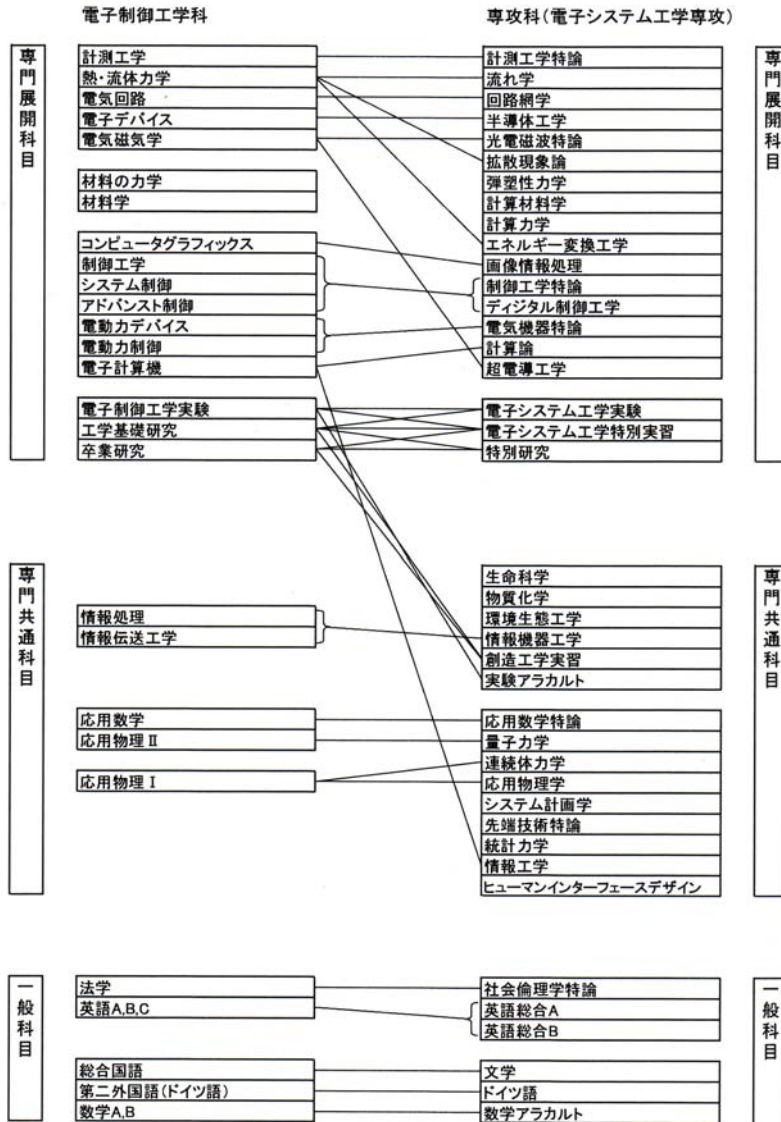 電子制御工学科
専攻科(電子システム工学専攻)
専門展開科目
計測工学
熱・流体力学
電気回路
電子デバイス
電気磁気学
材料の力学
材料学
コンピュータグラフィックス
制御工学
システム制御
アドバンスト制御
電動力デバイス
電動力制御
電子計算機
電子制御工学実験
工学基礎研究
卒業研究
計測工学特論
流れ学
回路網学
半導体工学
光電磁波特論
拡散現象論
弾塑性力学
計算材料学
計算力学
エネルギー変換工学
画像情報処理
制御工学特論
ディジタル制御工学
電気機器特論
計算論
超電導工学
電子システム工学実験
電子システム工学特別実習
特別研究
専門展開科目
専門共通科目
情報処理
情報伝送工学
応用数学
応用物理Ⅱ
応用物理Ⅰ
生命科学
物質化学
環境生態工学
情報機器工学
創造工学実習
実験アラカルト
応用数学特論
量子力学
連続体力学
応用物理学
システム計画学
先端技術特論
統計力学
情報工学
ヒューマンインターフェースデザイン
専門共通科目
一般科目
法学
英語A,B,C
総合国語
第二外国語(ドイツ語)
数学A,B
社会倫理学特論
英語総合A
英語総合B
文学
ドイツ語
数学アラカルト
一般科目